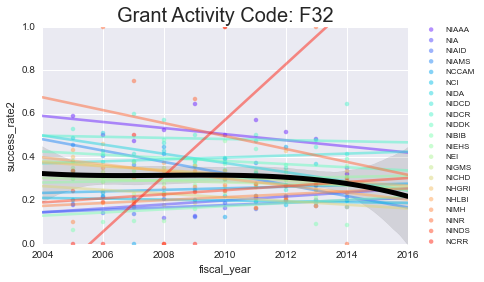 Grant Activity Code: F32
1.0
0.8
0.6
0.4
0.2
0.0
success_rate2
2004 2006 2008 2010 2012 2014 2016
fiscal_year
NIAAA
NIA
NIAID
NIAMS
NCCAM
NCI
NIDA
NIDCD
NIDCR
NIDDK
NIBIB
NIEHS
NEI
NIGMS
NICHD
NHGRI
NHLBI
NIMH
NINR
NINDS
NCRR